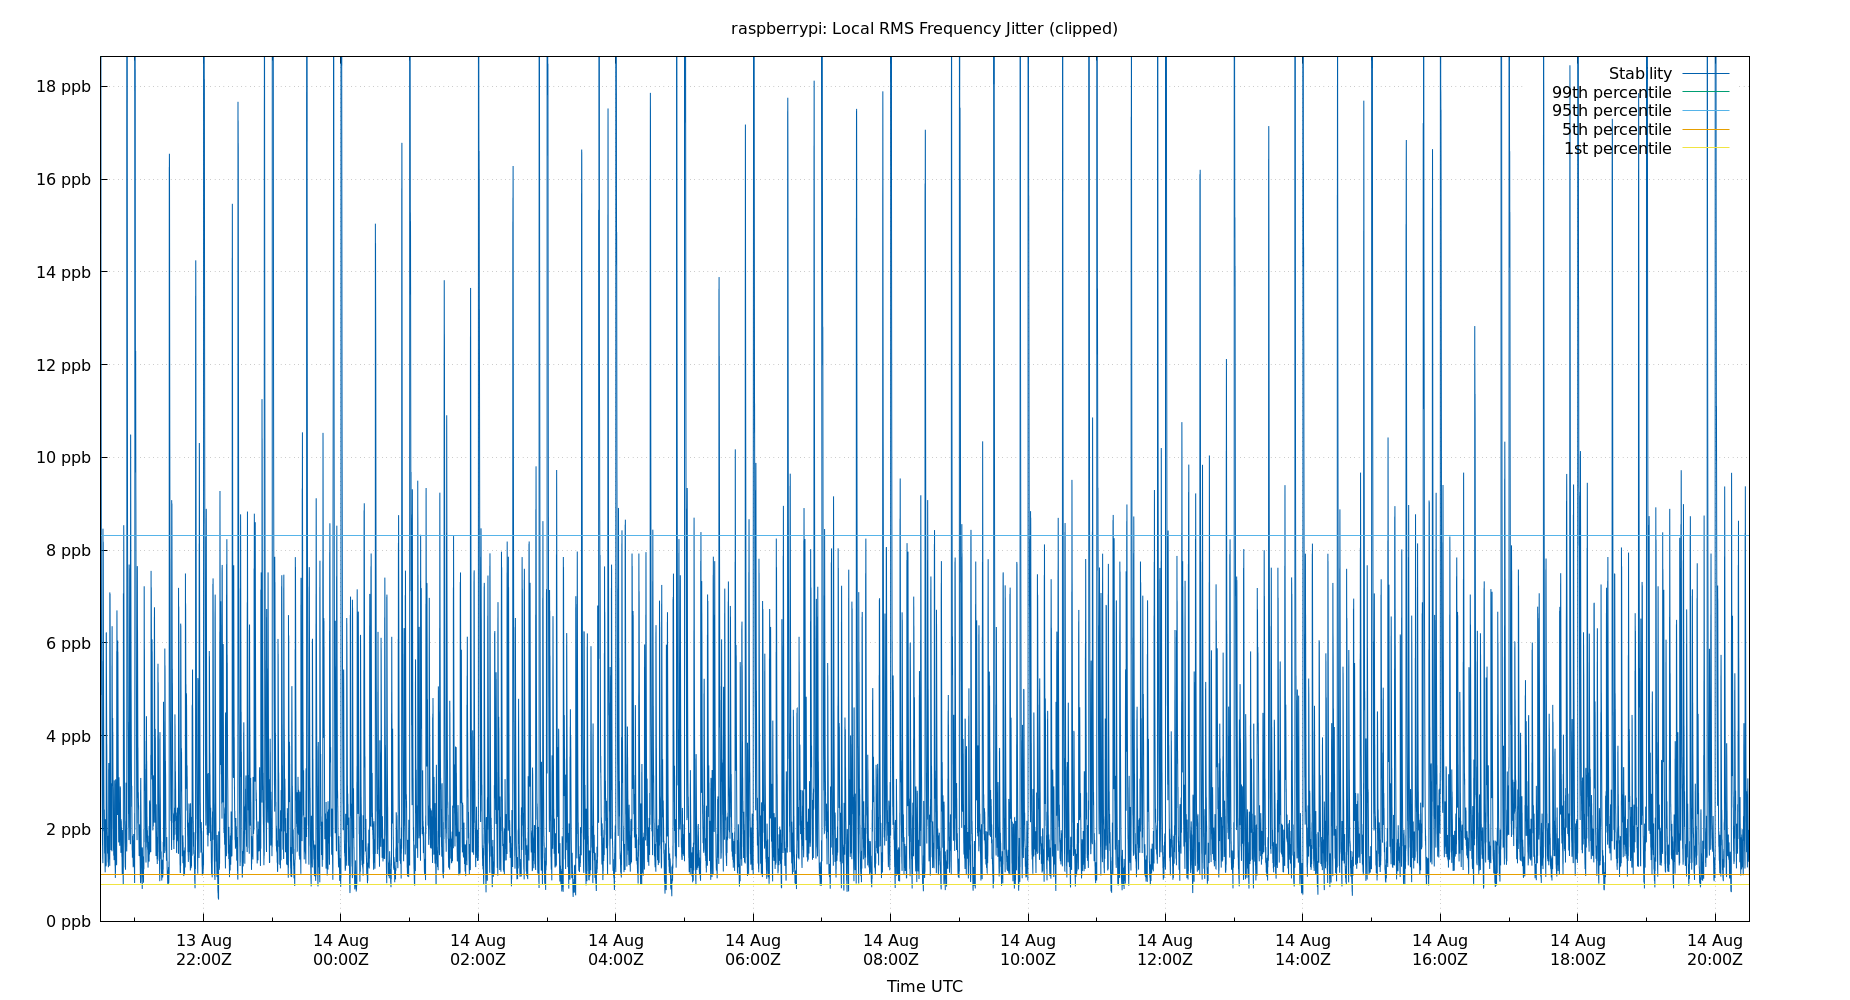 raspberrypi: Local RMS Frequency Jitter (clipped)
18 ppb
16 ppb
14 ppb
12 ppb
10 ppb
8 ppb
6 ppb
4 ppb
2 ppb
0 ppb
Stability
99th percentile
95th percentile
5th percentile
1st percentile
13 Aug 14 Aug 14 Aug 14 Aug 14 Aug 14 Aug 14 Aug 14 Aug 14 Aug 14 Aug 14 Aug 14 Aug
22:00Z 00:00Z 02:00Z 04:00Z 06:00Z 08:00Z 10:00Z 12:00Z 14:00Z 16:00Z 18:00Z 20:00Z
Time UTC